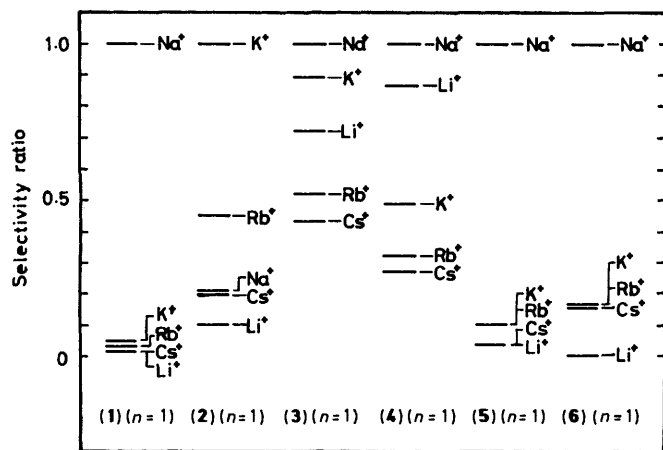 Selectivity ratio
1.0
0.5
0
Na⁺
K⁺
Rb⁺
Cs⁺
Li⁺
(1) (n = 1)
K⁺
Rb⁺
Na⁺
Cs⁺
Li⁺
(2) (n = 1)
Na⁺
K⁺
Li⁺
Rb⁺
Cs⁺
(3) (n = 1)
Na⁺
Li⁺
K⁺
Rb⁺
Cs⁺
(4) (n = 1)
Na⁺
K⁺
Rb⁺
Cs⁺
Li⁺
(5) (n = 1)
Na⁺
K⁺
Rb⁺
Cs⁺
Li⁺
(6) (n = 1)